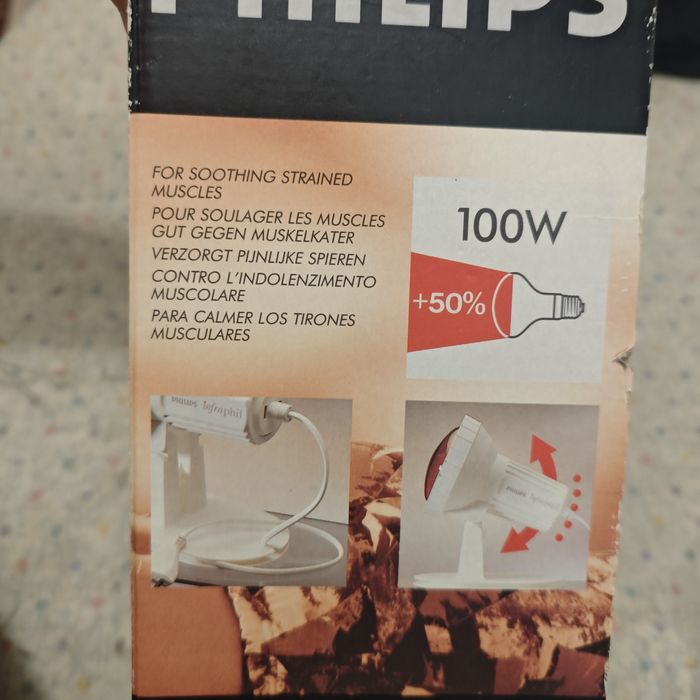 PHILIPS
FOR SOOTHING STRAINED
MUSCLES
POUR SOULAGER LES MUSCLES
GUT GEGEN MUSKELKATER
VERZORGT PIJNLIJKE SPIEREN
CONTRO L'INDOLENZIMENTO
MUSCOLARE
PARA CALMER LOS TIRONES
MUSCULARES
100W
+50%
PHILIPS infraphil
PHILIPS Infraphil